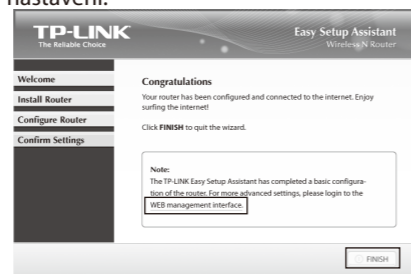 nastavení.
TP-LINK
The Reliable Choice
Easy Setup Assistant
Wireless N Router
Welcome
Install Router
Configure Router
Confirm Settings
Congratulations
Your router has been configured and connected to the internet. Enjoy
surfing the internet!
Click FINISH to quit the wizard.
Note:
The TP-LINK Easy Setup Assistant has completed a basic configura-
tion of the router. For more advanced settings, please login to the
WEB management interface.
FINISH